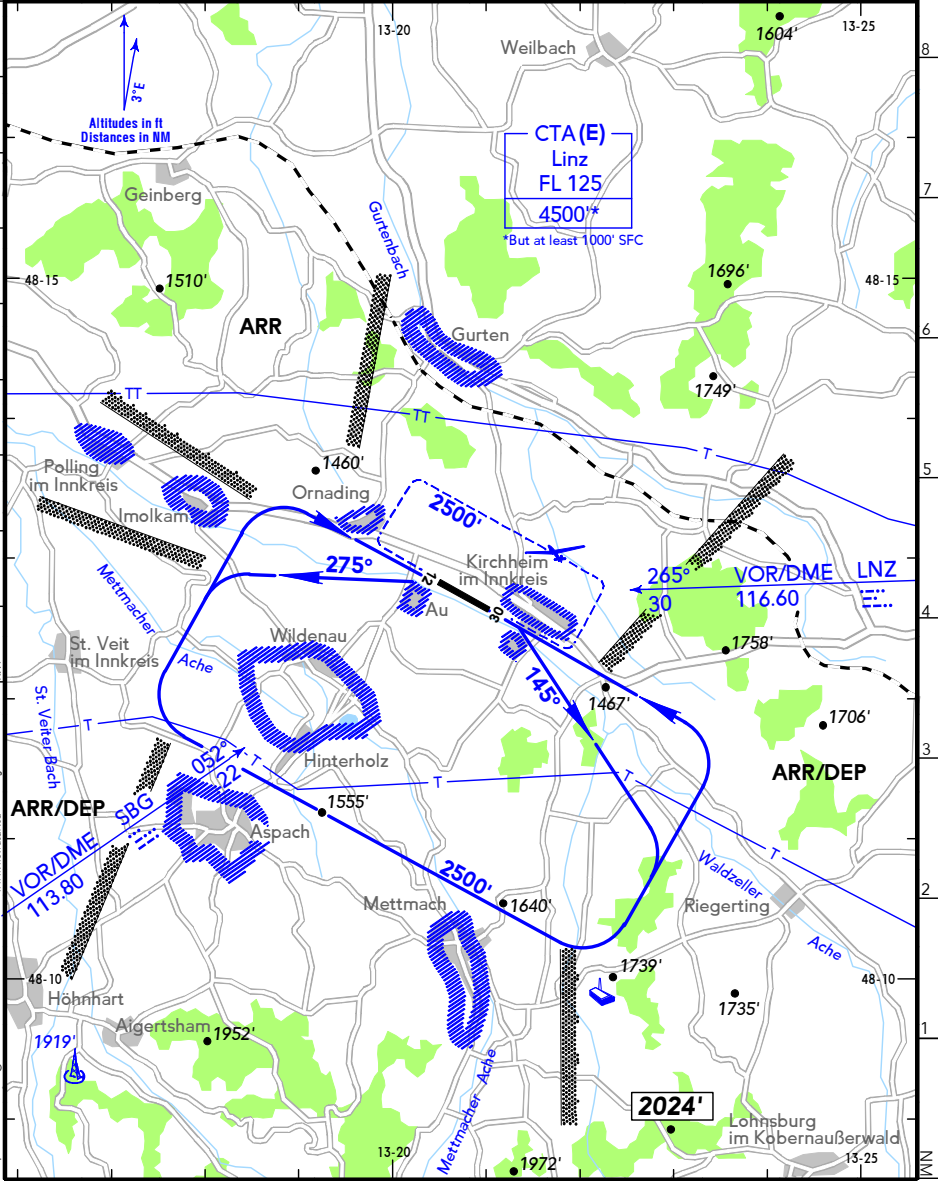 13-20
13-25
1604'
Weilbach
8
3°E
Altitudes in ft
Distances in NM
CTA (E)
Linz
FL 125
4500'*
*But at least 1000' SFC
7
Geinberg
Gurtenbach
48-15
1510'
1696'
48-15
ARR
Gurten
6
1749'
TT
TT
T
Polling
im Innkreis
1460'
5
Ornading
Imolkam
2500'
Kirchheim
im Innkreis
275°
12
30
265°
30
VOR/DME LNZ
116.60
Mettmacher
Ache
Au
4
Wildenau
St. Veit
im Innkreis
1758'
145°
1467'
St. Veiter Bach
1706'
T
052°
22
T
Hinterholz
T
T
3
ARR/DEP
ARR/DEP
VOR/DME SBG
113.80
1555'
Aspach
T
2500'
Waldzeller
Ache
Mettmach
1640'
Riegerting
2
48-10
1739'
48-10
Höhnhart
1735'
Aigertsham
1952'
1919'
1
Mettmacher Ache
2024'
Lohnsburg
im Kobernaußerwald
13-20
1972'
13-25
NM